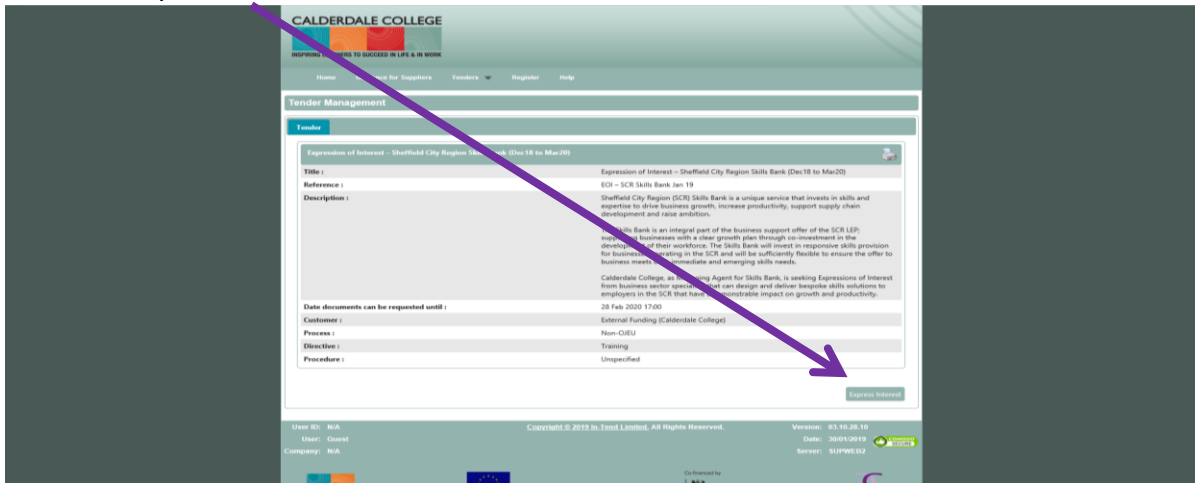 CALDERDALE COLLEGE
INSPIRING TO SUCCEED IN LIFE & IN WORK
Home for Suppliers Tenders Register Help
Tender Management
Tender
Expression of Interest – Sheffield City Region (Dec18 to Mar20)
Title : Expression of Interest – Sheffield City Region Skills Bank (Dec18 to Mar20)
Reference : EOI – SCR Skills Bank Jan 19
Description : Sheffield City Region (SCR) Skills Bank is a unique service that invests in skills and
expertise to drive business growth, increase productivity, support supply chain
development and raise ambition.
Skills Bank is an integral part of the business support offer of the SCR LEP;
businesses with a clear growth plan through co-investment in the
of their workforce. The Skills Bank will invest in responsive skills provision
for operating in the SCR and will be sufficiently flexible to ensure the offer to
business meets immediate and emerging skills needs.
Calderdale College, as Agent for Skills Bank, is seeking Expressions of Interest
from business sector that can design and deliver bespoke skills solutions to
employers in the SCR that have impact on growth and productivity.
Date documents can be requested until : 28 Feb 2020 17:00
Customer : External Funding (Calderdale College)
Process : Non-OJEU
Directive : Training
Procedure : Unspecified
Express Interest
User ID: N/A Copyright © 2019 In-Tend Limited, All Rights Reserved. Version: 03.10.28.10
User: Guest Date: 30/01/2019
Company: N/A Server: SUPWEB2
SECURE
Co-financed by